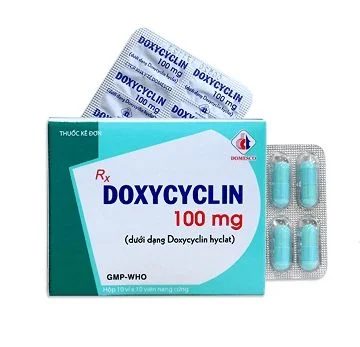 DOXYCYCLIN
100 mg
DOXYCYCLIN
100 mg
THUỐC KÊ ĐƠN
DOMESCO
Rx
DOXYCYCLIN
100 mg
(dưới dạng Doxycyclin hyclat)
GMP-WHO
Hộp 10 vỉ x 10 viên nang cứng